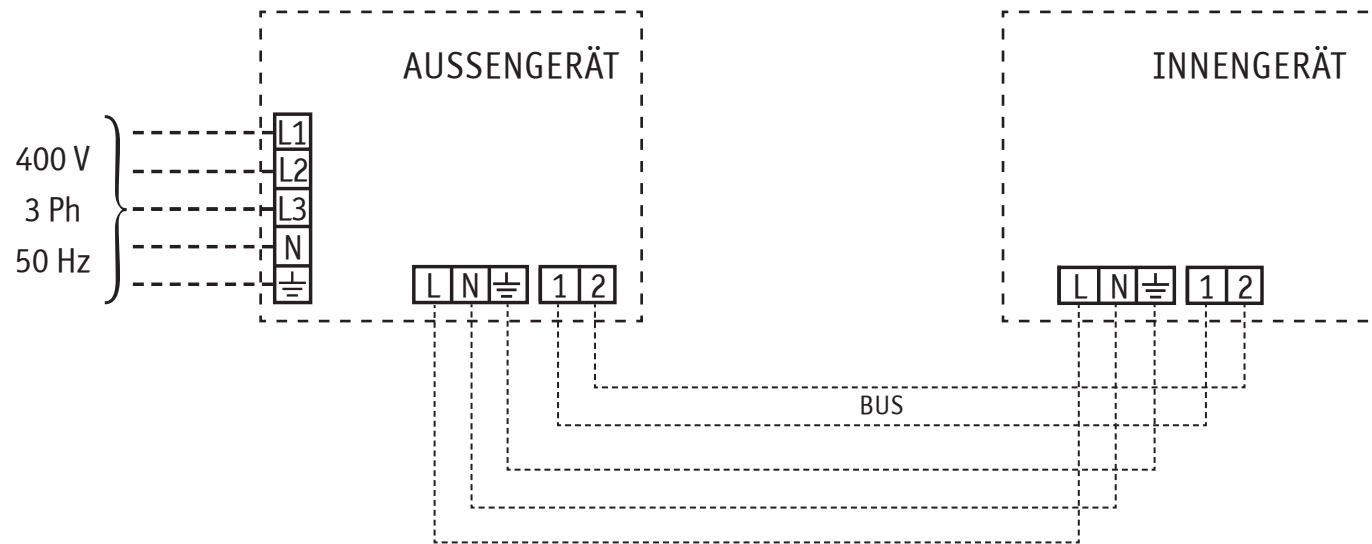 AUSSENGERÄT
INNENGERÄT
400 V
3 Ph
50 Hz
L1
L2
L3
N
L N 1 2
L N 1 2
BUS